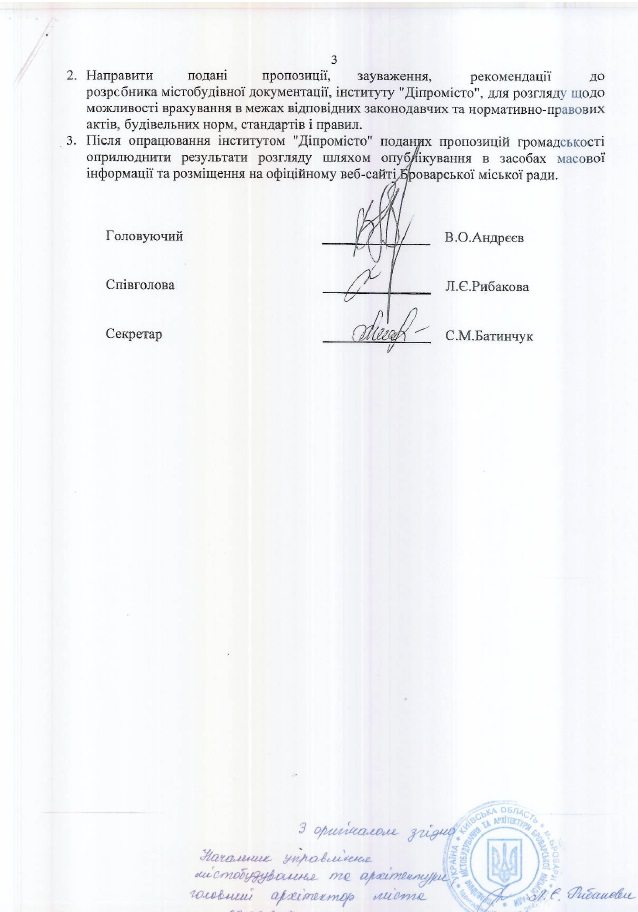 3
2. Направити подані пропозиції, зауваження, рекомендації до
розрєбника містобудівної документації, інституту "Діпромісто", для розгляду щодо
можливості врахування в межах відповідних законодавчих та нормативно-правових
актів, будівельних норм, стандартів і правил.
3. Після опрацювання інститутом "Діпромісто" поданих пропозицій громадськості
оприлюднити результати розгляду шляхом опублікування в засобах масової
інформації та розміщення на офіційному веб-сайті Броварської міської ради.
Головуючий В.О.Андрєєв
Співголова Л.Є.Рибакова
Секретар С.М.Батинчук
З оригіналом згідно
Начальник управління
містобудування та архітектури
головний архітектор міста Л.Є. Рибакова
УКРАЇНА * КИЇВСЬКА ОБЛАСТЬ * М.БРОВАРИ
МІСТОБУДУВАННЯ ТА АРХІТЕКТУРИ БРОВАРСЬКОЇ